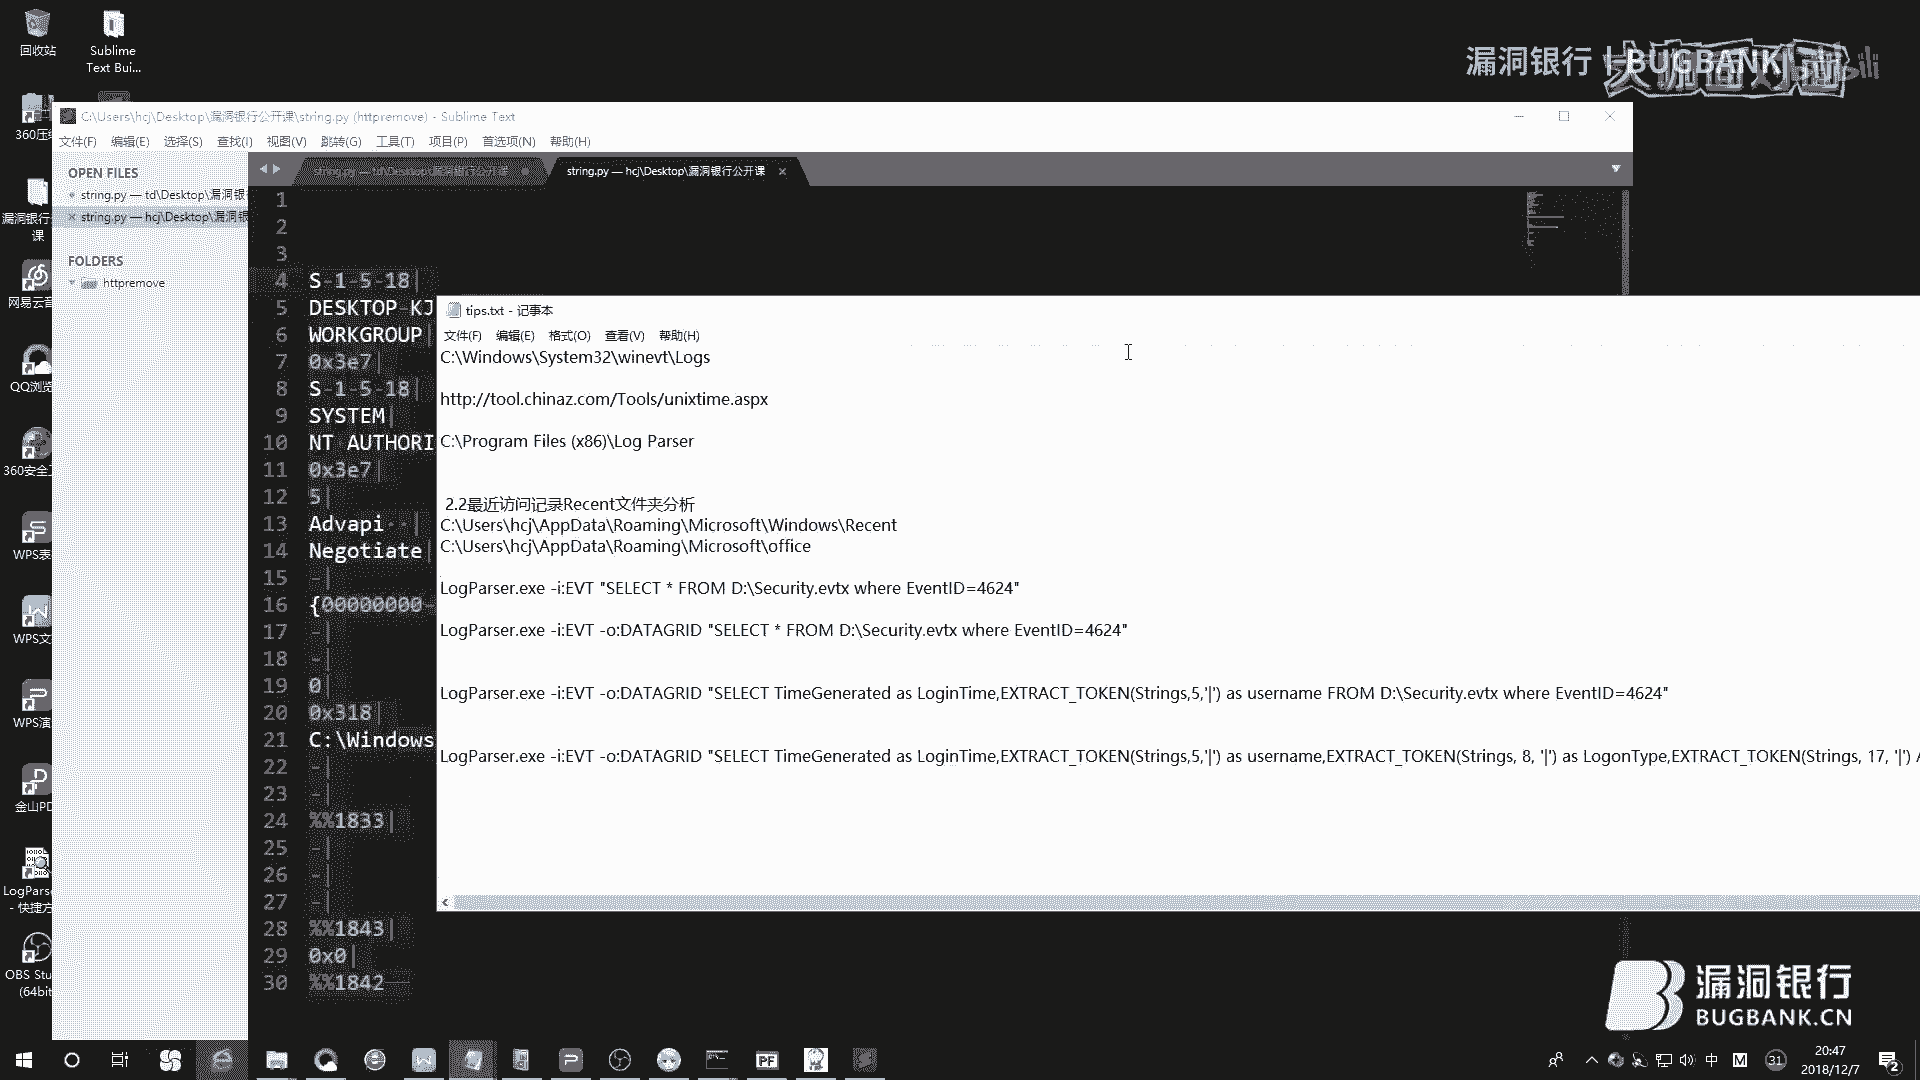 回收站
Sublime
Text Bui...
漏洞银行 | BUGBANK
360压缩
C:\Users\hcj\Desktop\漏洞银行公开课\string.py (httpremove) - Sublime Text
文件(F) 编辑(E) 选择(S) 查找(I) 视图(V) 跳转(G) 工具(T) 项目(P) 首选项(N) 帮助(H)
OPEN FILES
string.py — td\Desktop\漏洞银行公开课
string.py — hcj\Desktop\漏洞银行公开课
string.py — td\Desktop\漏洞银
string.py — hcj\Desktop\漏洞银
FOLDERS
httpremove
漏洞银行
课
网易云音
QQ浏览
360安全
WPS表
WPS文
WPS演
金山PD
LogParse
- 快捷方
OBS Stu
(64bit
1
2
3
4 S-1-5-18|
5 DESKTOP-KJ
6 WORKGROUP|
7 0x3e7|
8 S-1-5-18|
9 SYSTEM|
10 NT AUTHORI
11 0x3e7|
12 5|
13 Advapi |
14 Negotiate|
15 -|
16 {00000000-
17 -|
18 -|
19 0|
20 0x318|
21 C:\Windows
22 -|
23 -|
24 %%1833|
25 -|
26 -|
27 -|
28 %%1843|
29 0x0|
30 %%1842
tips.txt - 记事本
文件(F) 编辑(E) 格式(O) 查看(V) 帮助(H)
C:\Windows\System32\winevt\Logs
http://tool.chinaz.com/Tools/unixtime.aspx
C:\Program Files (x86)\Log Parser
2.2最近访问记录Recent文件夹分析
C:\Users\hcj\AppData\Roaming\Microsoft\Windows\Recent
C:\Users\hcj\AppData\Roaming\Microsoft\office
LogParser.exe -i:EVT "SELECT * FROM D:\Security.evtx where EventID=4624"
LogParser.exe -i:EVT -o:DATAGRID "SELECT * FROM D:\Security.evtx where EventID=4624"
LogParser.exe -i:EVT -o:DATAGRID "SELECT TimeGenerated as LoginTime,EXTRACT_TOKEN(Strings,5,'|') as username FROM D:\Security.evtx where EventID=4624"
LogParser.exe -i:EVT -o:DATAGRID "SELECT TimeGenerated as LoginTime,EXTRACT_TOKEN(Strings,5,'|') as username,EXTRACT_TOKEN(Strings, 8, '|') as LogonType,EXTRACT_TOKEN(Strings, 17, '|') A
漏洞银行
BUGBANK.CN
PF
中
M
31
20:47
2018/12/7
2